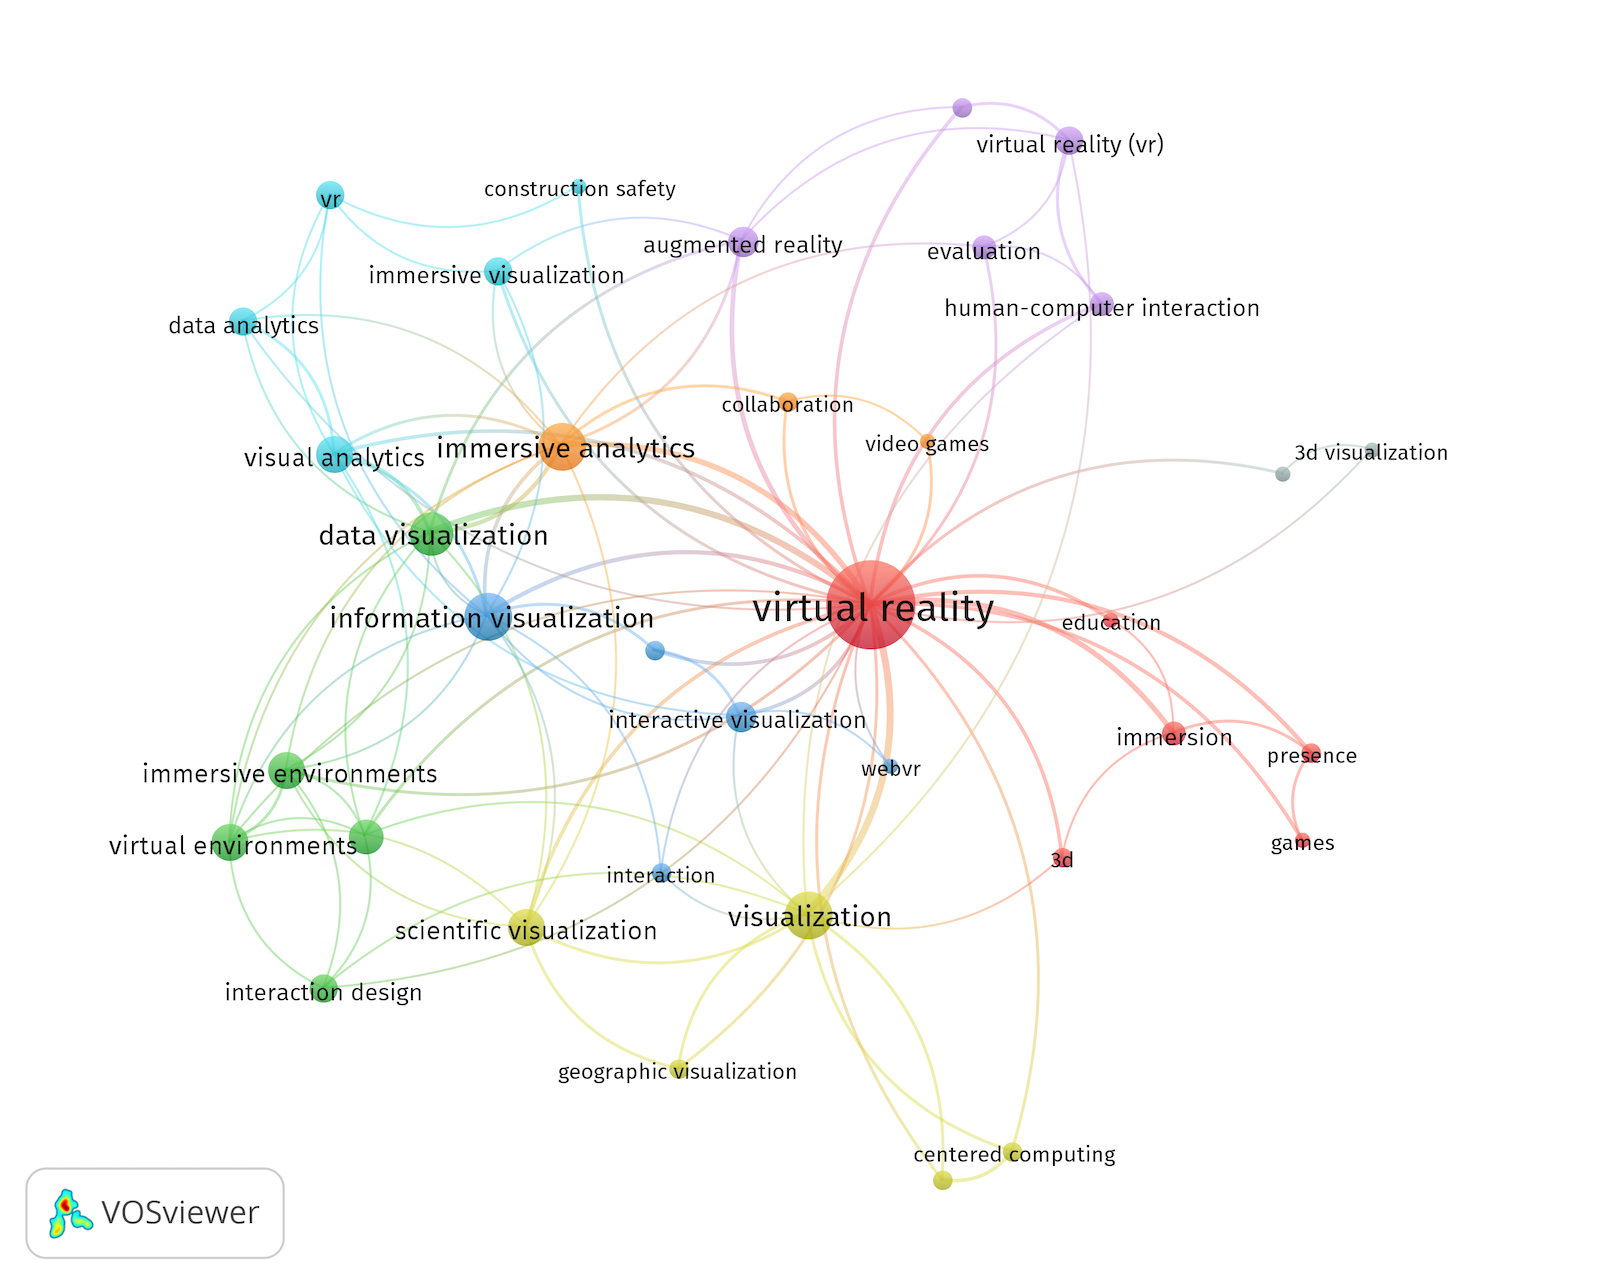 virtual reality (vr)
vr
construction safety
augmented reality
evaluation
immersive visualization
human-computer interaction
data analytics
collaboration
video games
immersive analytics
3d visualization
visual analytics
data visualization
virtual reality
information visualization
education
interactive visualization
immersion
presence
webvr
immersive environments
games
virtual environments
3d
interaction
visualization
scientific visualization
interaction design
geographic visualization
centered computing
VOSviewer